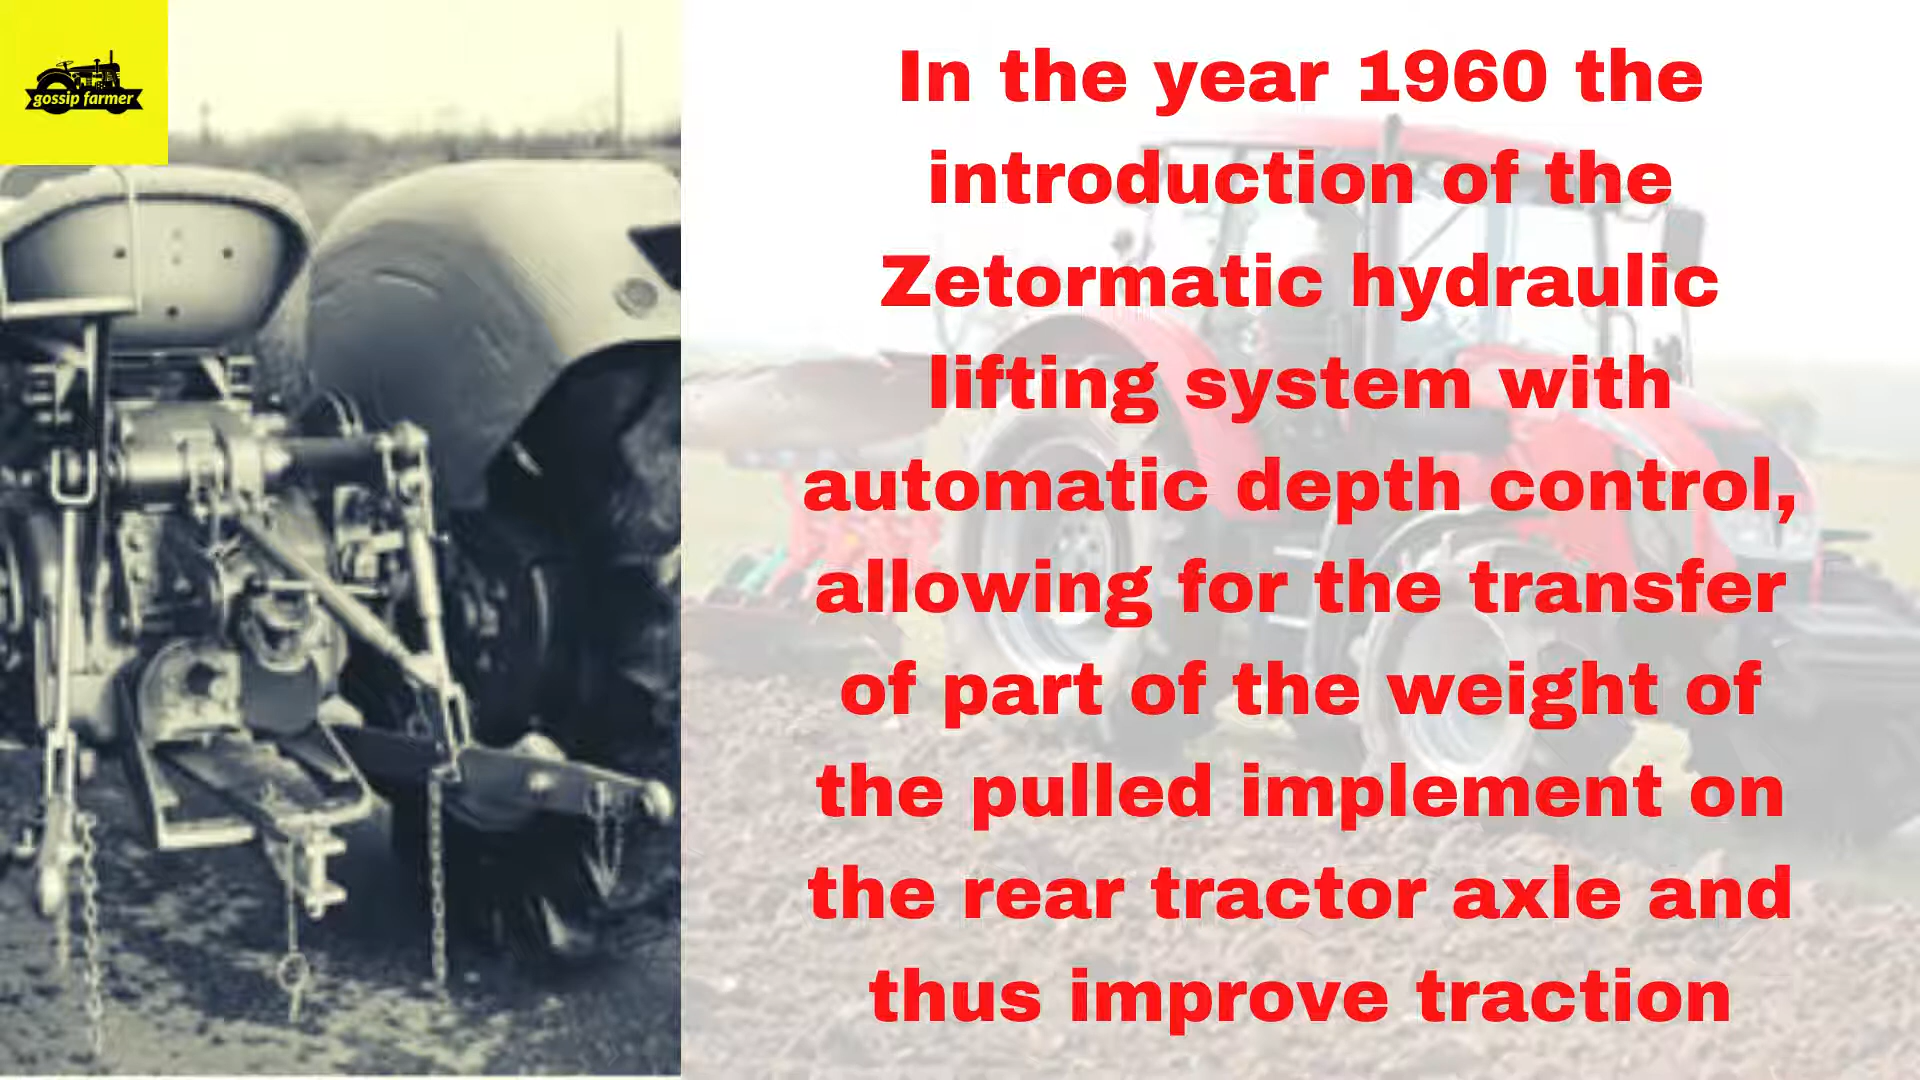 gossip farmer
In the year 1960 the
introduction of the
Zetormatic hydraulic
lifting system with
automatic depth control,
allowing for the transfer
of part of the weight of
the pulled implement on
the rear tractor axle and
thus improve traction